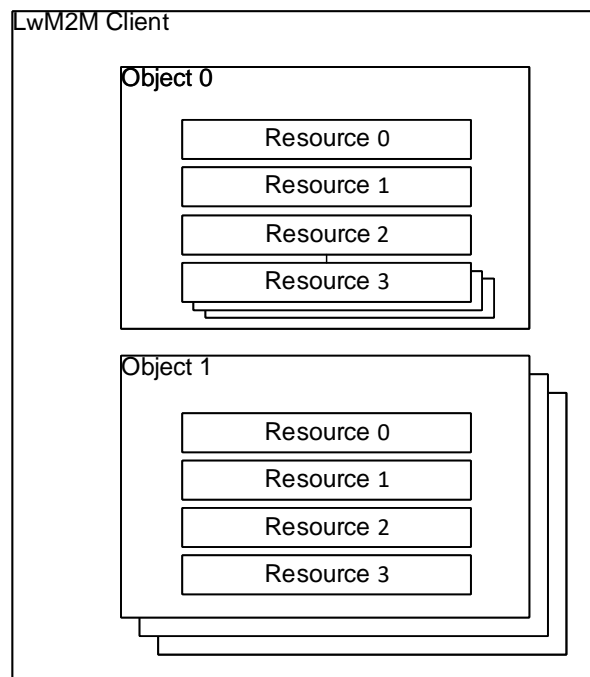 LwM2M Client
Object 0
Resource 0
Resource 1
Resource 2
Resource 3
Object 1
Resource 0
Resource 1
Resource 2
Resource 3